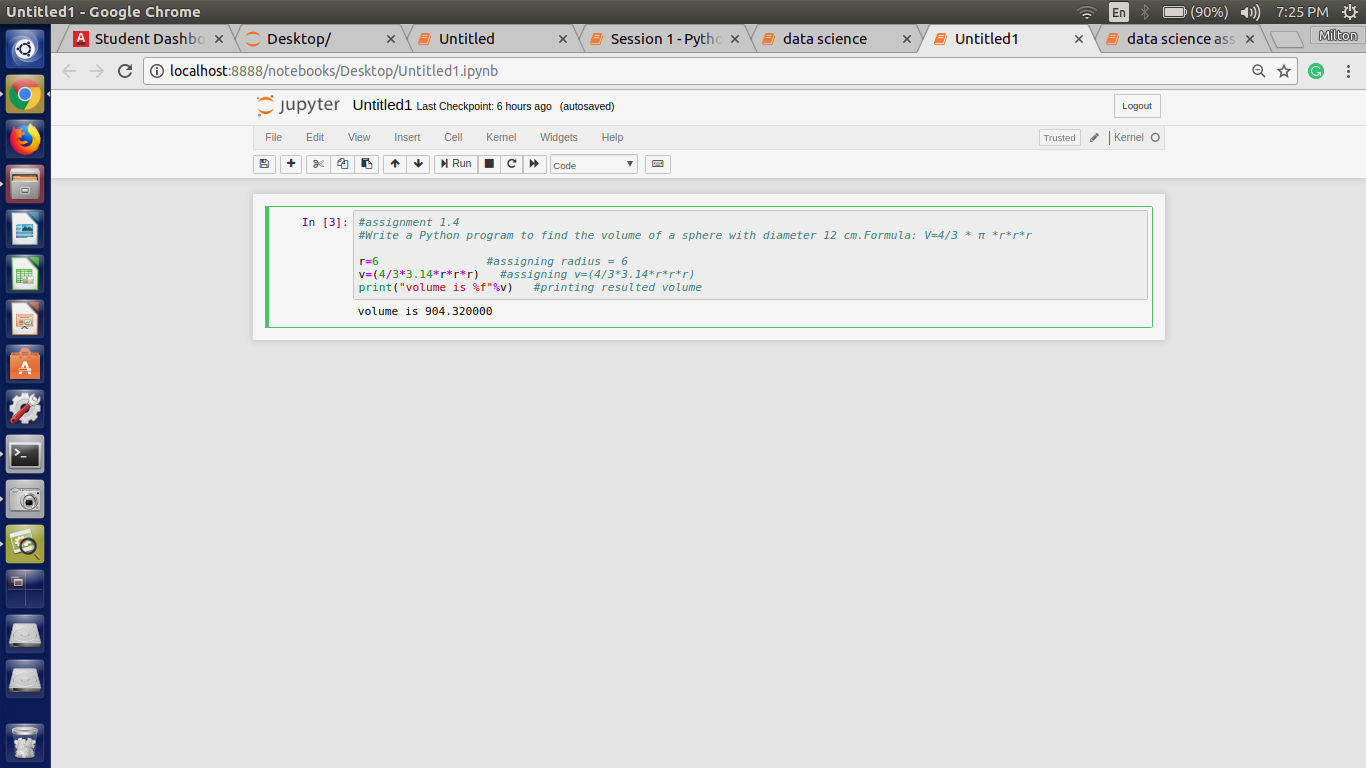 Untitled1 - Google Chrome
En (90%) 7:25 PM
Student Dashbo
Desktop/
Untitled
Session 1 - Pytho
data science
Untitled1
data science ass
Milton
localhost:8888/notebooks/Desktop/Untitled1.ipynb
jupyter Untitled1 Last Checkpoint: 6 hours ago (autosaved)
Logout
File Edit View Insert Cell Kernel Widgets Help
Trusted Kernel
Run Code
In [3]: #assignment 1.4
#Write a Python program to find the volume of a sphere with diameter 12 cm.Formula: V=4/3 * π *r*r*r
r=6 #assigning radius = 6
v=(4/3*3.14*r*r*r) #assigning v=(4/3*3.14*r*r*r)
print("volume is %f"%v) #printing resulted volume
volume is 904.320000